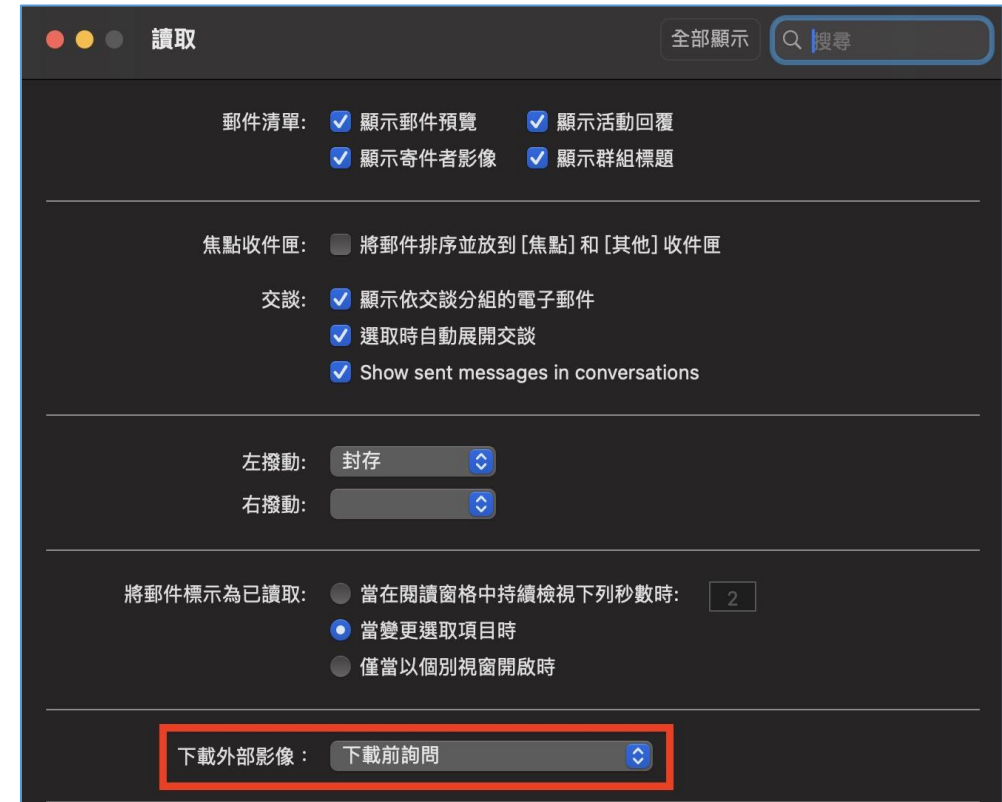 讀取 全部顯示 搜尋
郵件清單: 顯示郵件預覽 顯示活動回覆
顯示寄件者影像 顯示群組標題
焦點收件匣: 將郵件排序並放到 [焦點] 和 [其他] 收件匣
交談: 顯示依交談分組的電子郵件
選取時自動展開交談
Show sent messages in conversations
左撥動: 封存
右撥動:
將郵件標示為已讀取: 當在閱讀窗格中持續檢視下列秒數時: 2
當變更選取項目時
僅當以個別視窗開啟時
下載外部影像： 下載前詢問